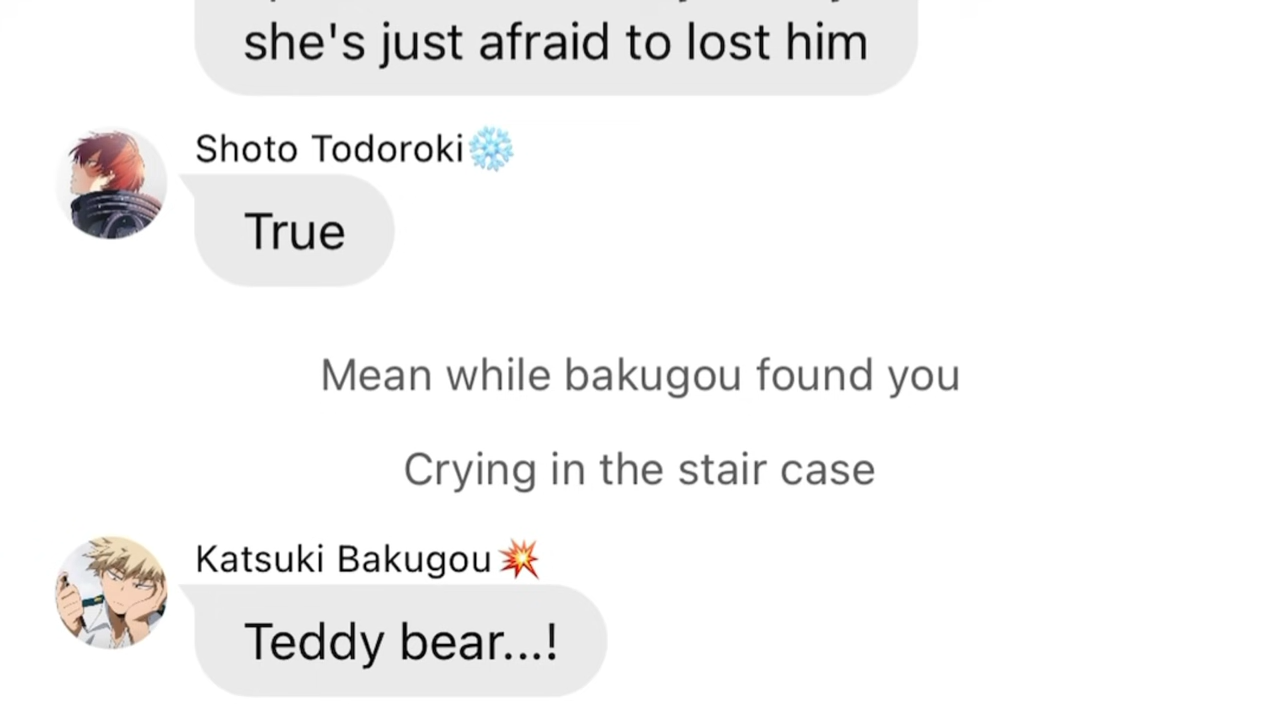 she's just afraid to lost him
Shoto Todoroki❄️
True
Mean while bakugou found you
Crying in the stair case
Katsuki Bakugou💥
Teddy bear...!